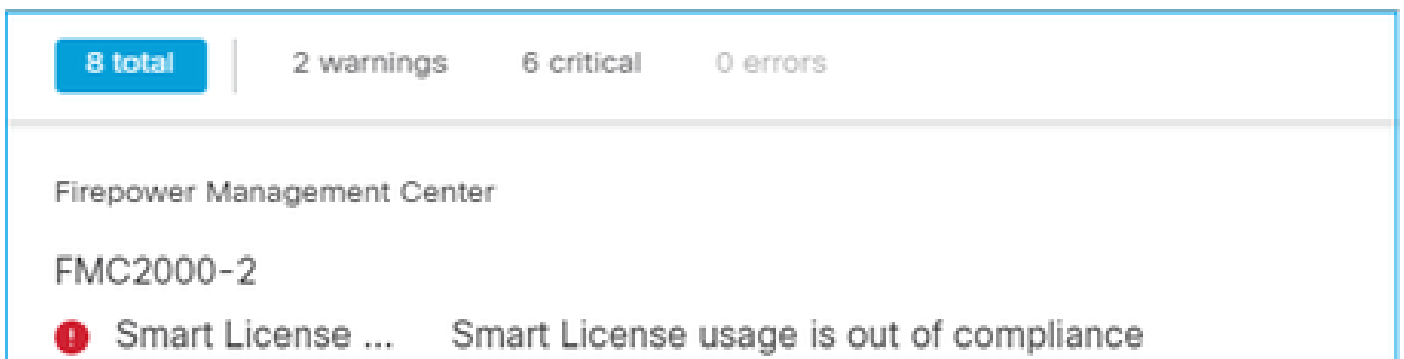 8 total 2 warnings 6 critical 0 errors
Firepower Management Center
FMC2000-2
Smart License ... Smart License usage is out of compliance